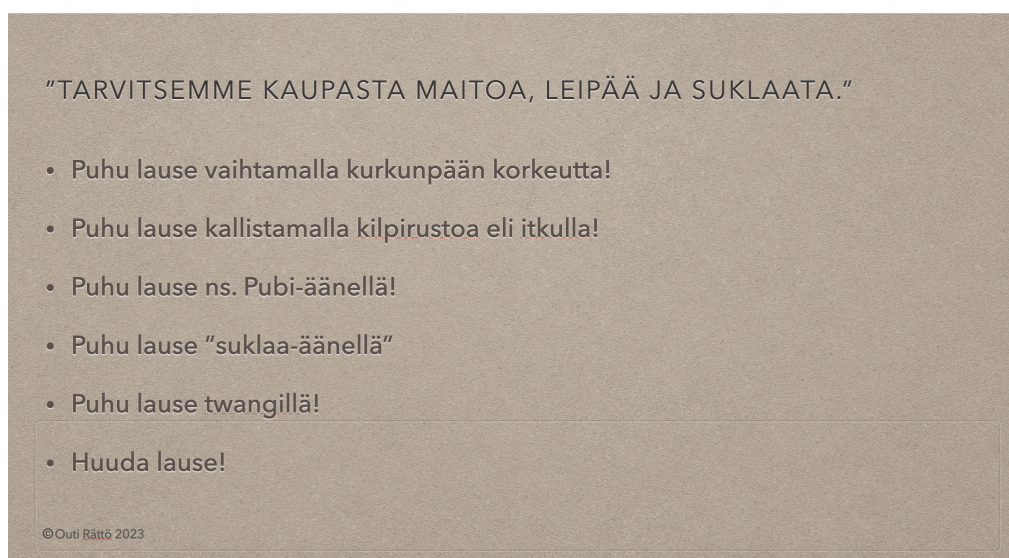 ”TARVITSEMME KAUPASTA MAITOA, LEIPÄÄ JA SUKLAATA.”
• Puhu lause vaihtamalla kurkunpään korkeutta!
• Puhu lause kallistamalla kilpirustoa eli itkulla!
• Puhu lause ns. Pubi-äänellä!
• Puhu lause ”suklaa-äänellä”
• Puhu lause twangillä!
• Huuda lause!
©Outi Rättö 2023